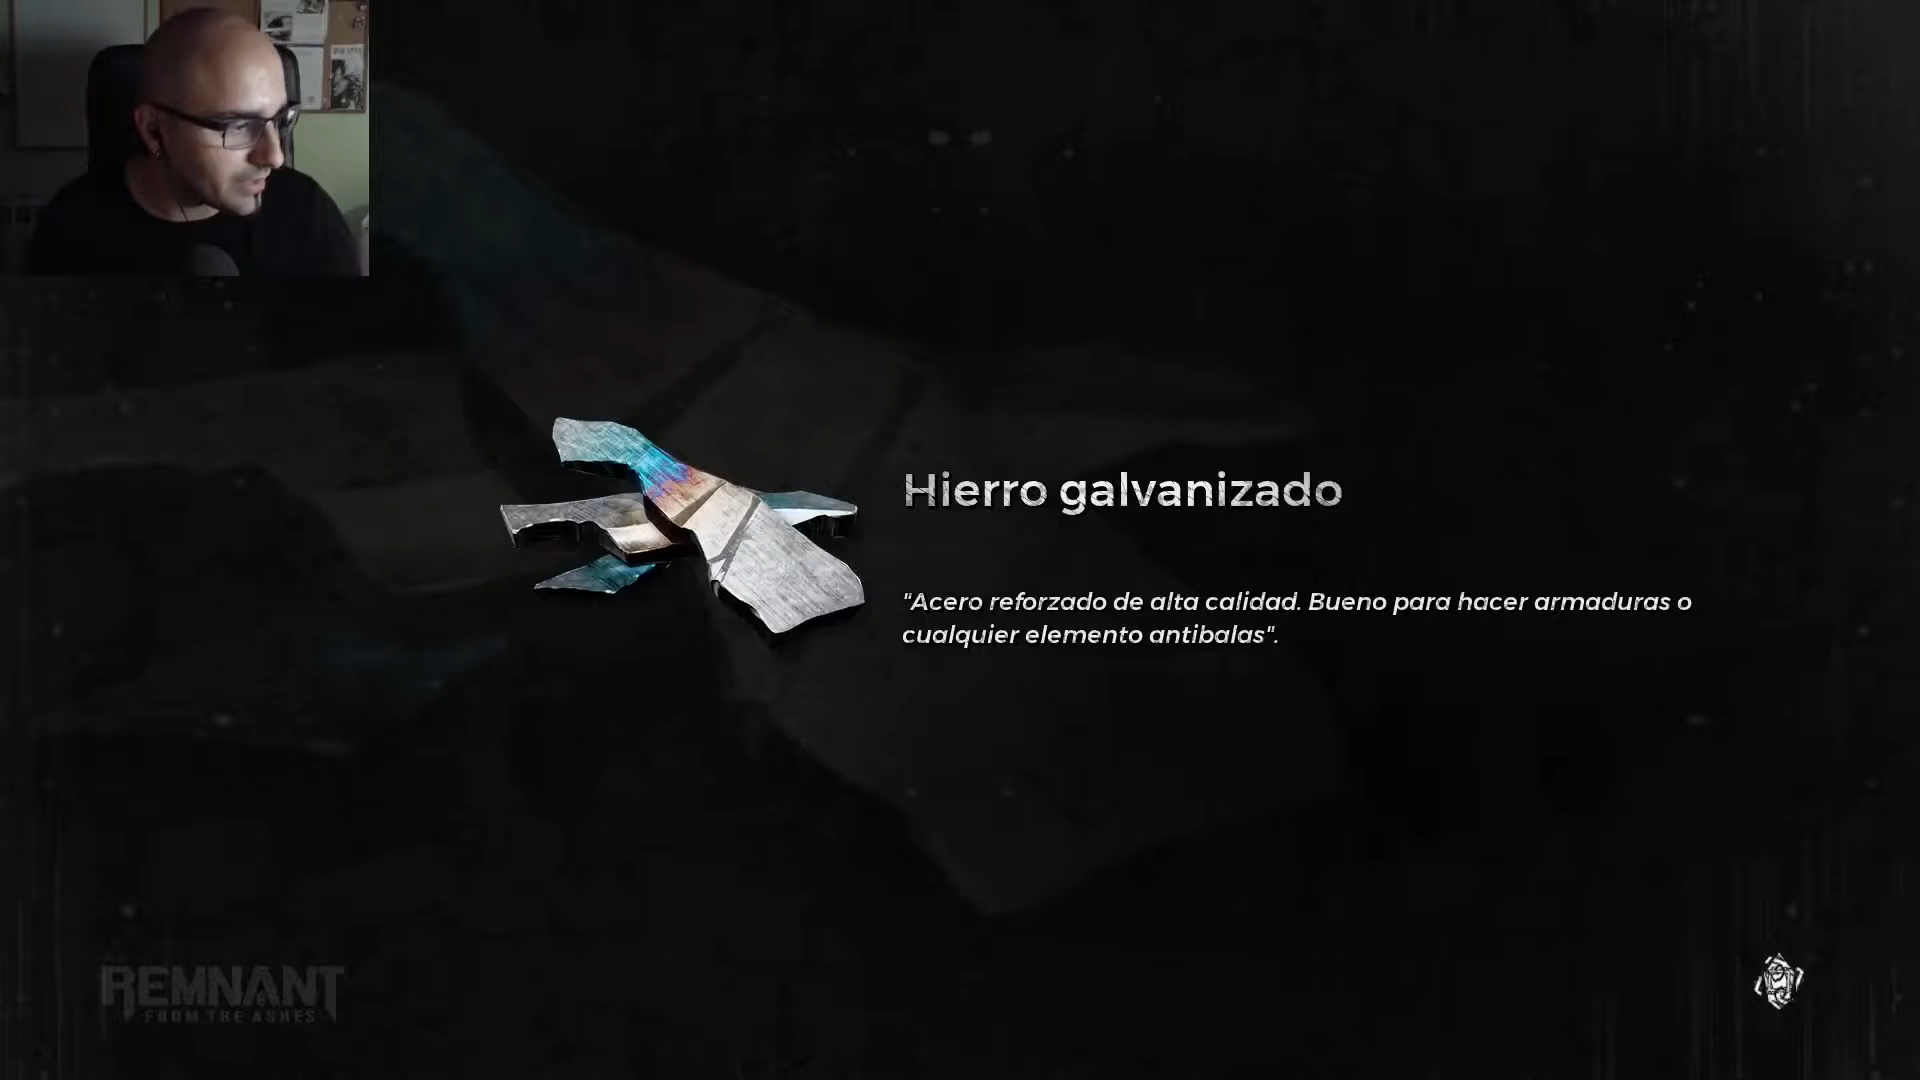 Hierro galvanizado
"Acero reforzado de alta calidad. Bueno para hacer armaduras o
cualquier elemento antibalas".
REMNANT
FROM THE ASHES